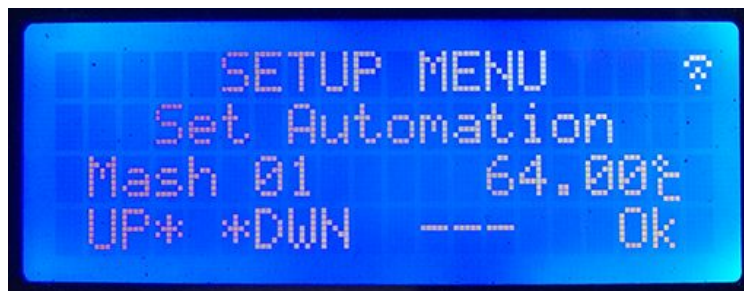 SETUP MENU
Set Automation
Mash 01 64.00℃
UP* *DWN --- Ok